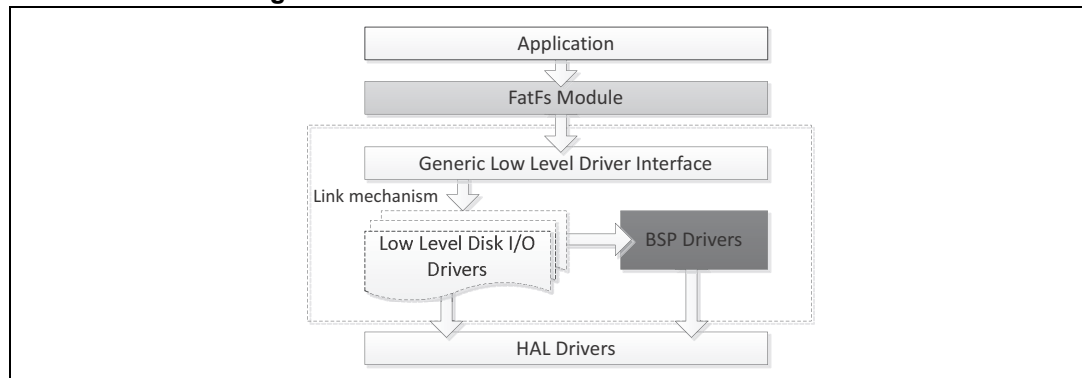 Application
FatFs Module
Generic Low Level Driver Interface
Link mechanism
Low Level Disk I/O
Drivers
BSP Drivers
HAL Drivers